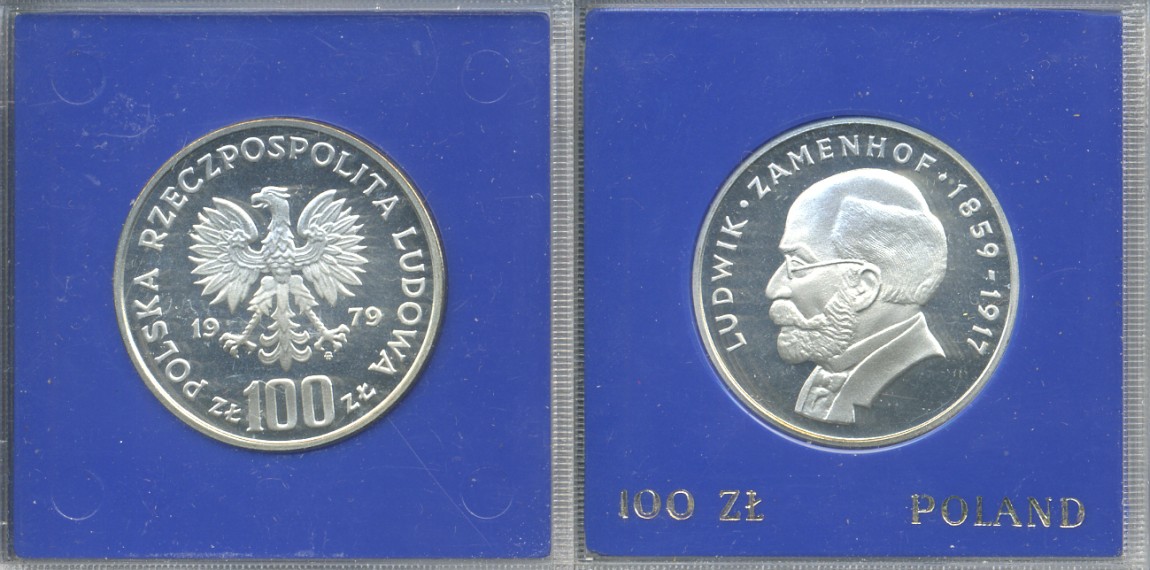 POLSKA RZECZPOSPOLITA LUDOWA
19 79
ZŁ 100 ZŁ
LUDWIK · ZAMENHOF · 1859-1917
100 ZŁ POLAND